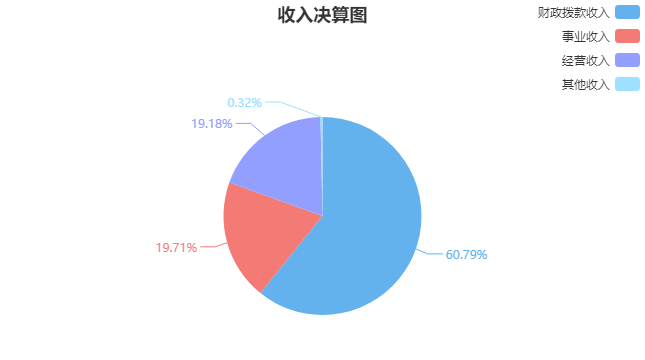 收入决算图
财政拨款收入
事业收入
经营收入
其他收入
0.32%
19.18%
19.71%
60.79%